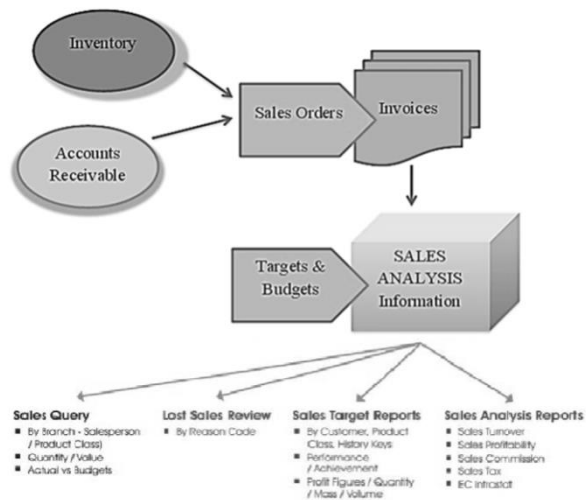 Inventory
Sales Orders
Invoices
Accounts
Receivable
Targets &
Budgets
SALES
ANALYSIS
Information
Sales Query
By Branch - Salesperson
/ Product Class)
Quantity / Value
Actual vs Budgets
Lost Sales Review
By Reason Code
Sales Target Reports
By Customer, Product
Class, History Keys
Performance
/ Achievement
Profit Figures / Quantity
/ Mass / Volume
Sales Analysis Reports
Sales Turnover
Sales Profitability
Sales Commission
Sales Tax
EC Intrastat